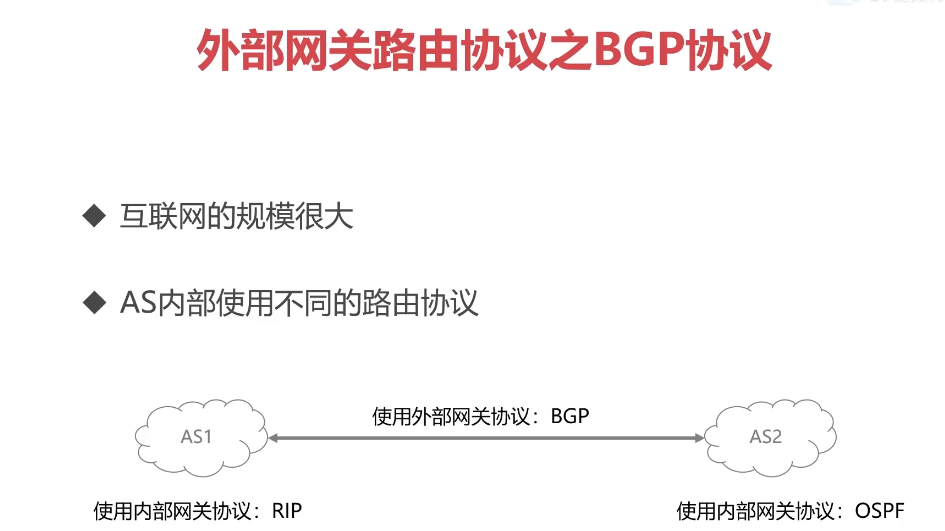 外部网关路由协议之BGP协议
◆ 互联网的规模很大
◆ AS内部使用不同的路由协议
使用外部网关协议：BGP
AS1
AS2
使用内部网关协议：RIP
使用内部网关协议：OSPF